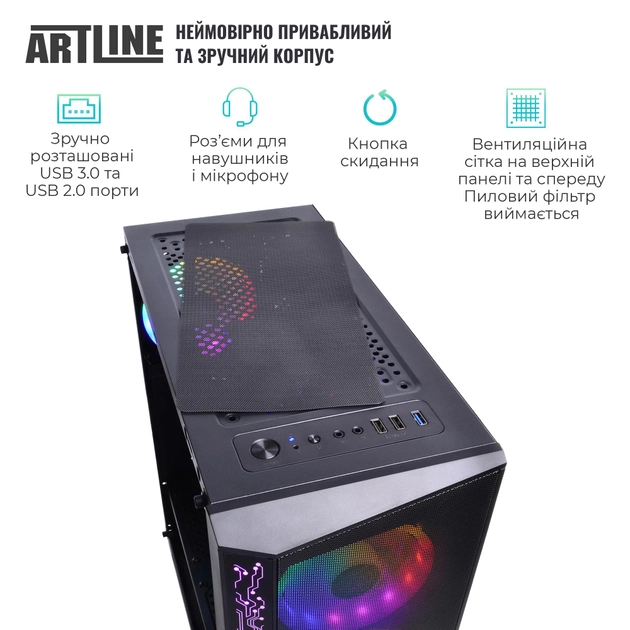 ARTLINE
НЕЙМОВІРНО ПРИВАБЛИВИЙ
ТА ЗРУЧНИЙ КОРПУС
Зручно
розташовані
USB 3.0 та
USB 2.0 порти
Роз’єми для
навушників
і мікрофону
Кнопка
скидання
Вентиляційна
сітка на верхній
панелі та спереду
Пиловий фільтр
виймається